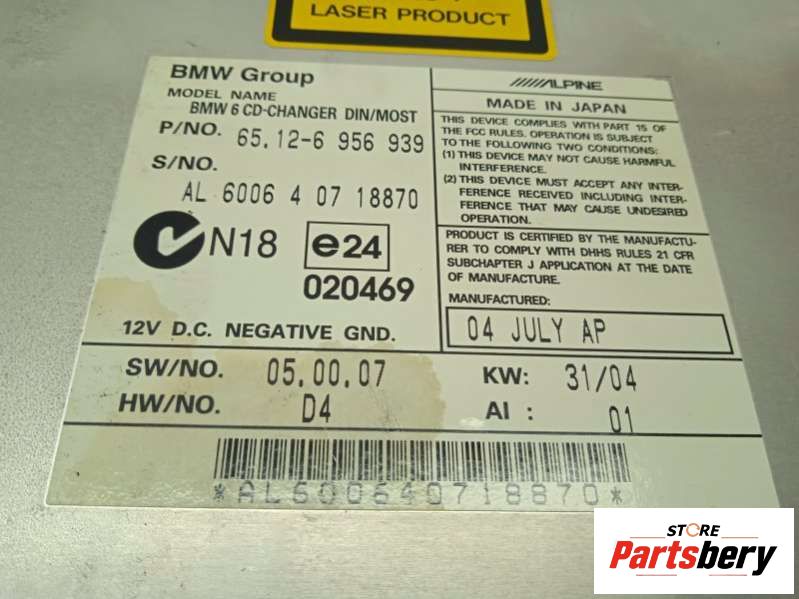 LASER PRODUCT
BMW Group
MODEL NAME
BMW 6 CD-CHANGER DIN/MOST
P/NO. 65.12-6 956 939
S/NO.
AL 6006 4 07 18870
N18
e24
020469
12V D.C. NEGATIVE GND.
ALPINE
MADE IN JAPAN
THIS DEVICE COMPLIES WITH PART 15 OF
THE FCC RULES. OPERATION IS SUBJECT
TO THE FOLLOWING TWO CONDITIONS:
(1) THIS DEVICE MAY NOT CAUSE HARMFUL
INTERFERENCE.
(2) THIS DEVICE MUST ACCEPT ANY INTER-
FERENCE RECEIVED INCLUDING INTER-
FERENCE THAT MAY CAUSE UNDESIRED
OPERATION.
PRODUCT IS CERTIFIED BY THE MANUFACTU-
RER TO COMPLY WITH DHHS RULES 21 CFR
SUBCHAPTER J APPLICATION AT THE DATE
OF MANUFACTURE.
MANUFACTURED:
04 JULY AP
SW/NO. 05.00.07 KW: 31/04
HW/NO. D4 AI : 01
*AL600640718870*
STORE
Partsbery